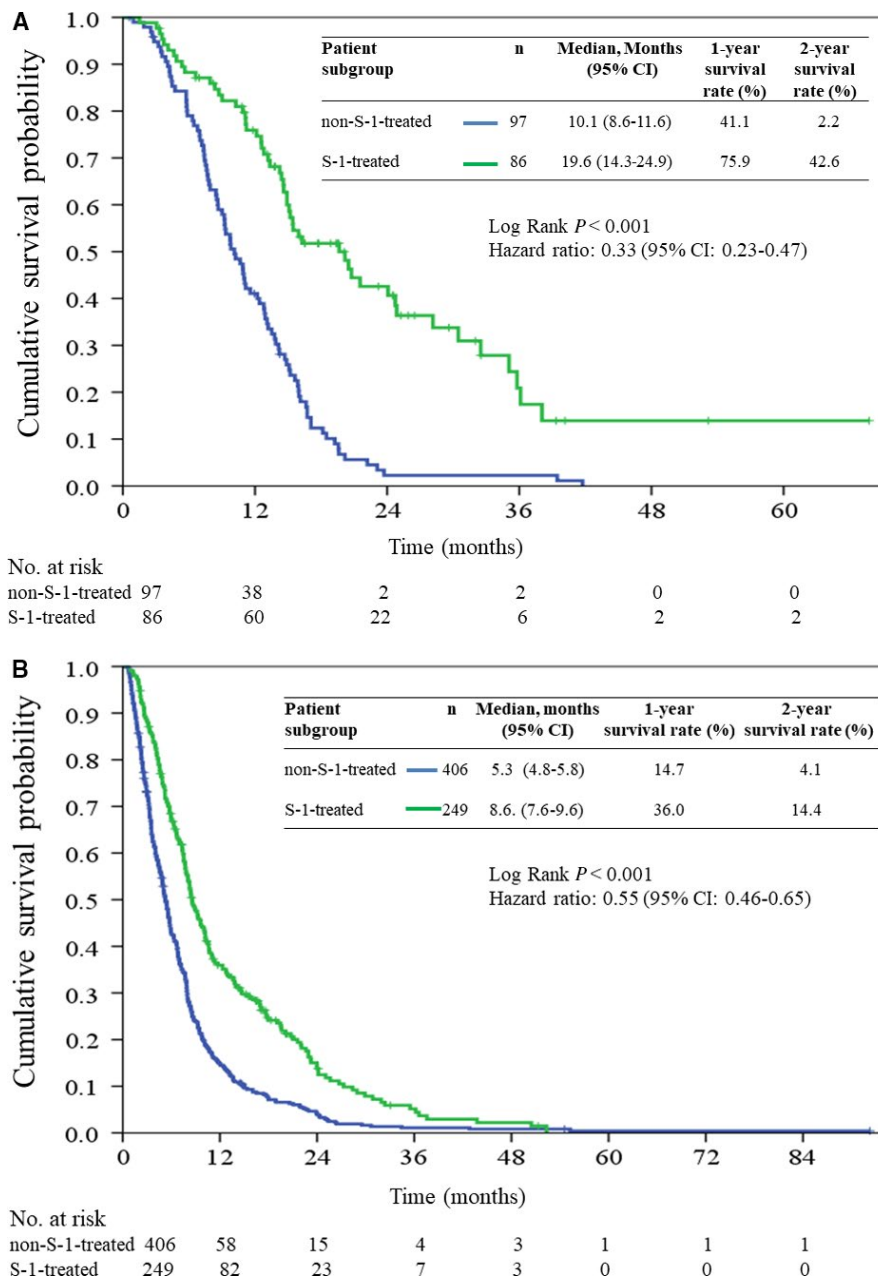 A
Cumulative survival probability
1.0
0.9
0.8
0.7
0.6
0.5
0.4
0.3
0.2
0.1
0.0
Patient subgroup n Median, Months (95% CI) 1-year survival rate (%) 2-year survival rate (%)
non-S-1-treated 97 10.1 (8.6-11.6) 41.1 2.2
S-1-treated 86 19.6 (14.3-24.9) 75.9 42.6
Log Rank P < 0.001
Hazard ratio: 0.33 (95% CI: 0.23-0.47)
0 12 24 36 48 60
Time (months)
No. at risk
non-S-1-treated 97 38 2 2 0 0
S-1-treated 86 60 22 6 2 2
B
Cumulative survival probability
1.0
0.9
0.8
0.7
0.6
0.5
0.4
0.3
0.2
0.1
0.0
Patient subgroup n Median, months (95% CI) 1-year survival rate (%) 2-year survival rate (%)
non-S-1-treated 406 5.3 (4.8-5.8) 14.7 4.1
S-1-treated 249 8.6. (7.6-9.6) 36.0 14.4
Log Rank P < 0.001
Hazard ratio: 0.55 (95% CI: 0.46-0.65)
0 12 24 36 48 60 72 84
Time (months)
No. at risk
non-S-1-treated 406 58 15 4 3 1 1 1
S-1-treated 249 82 23 7 3 0 0 0